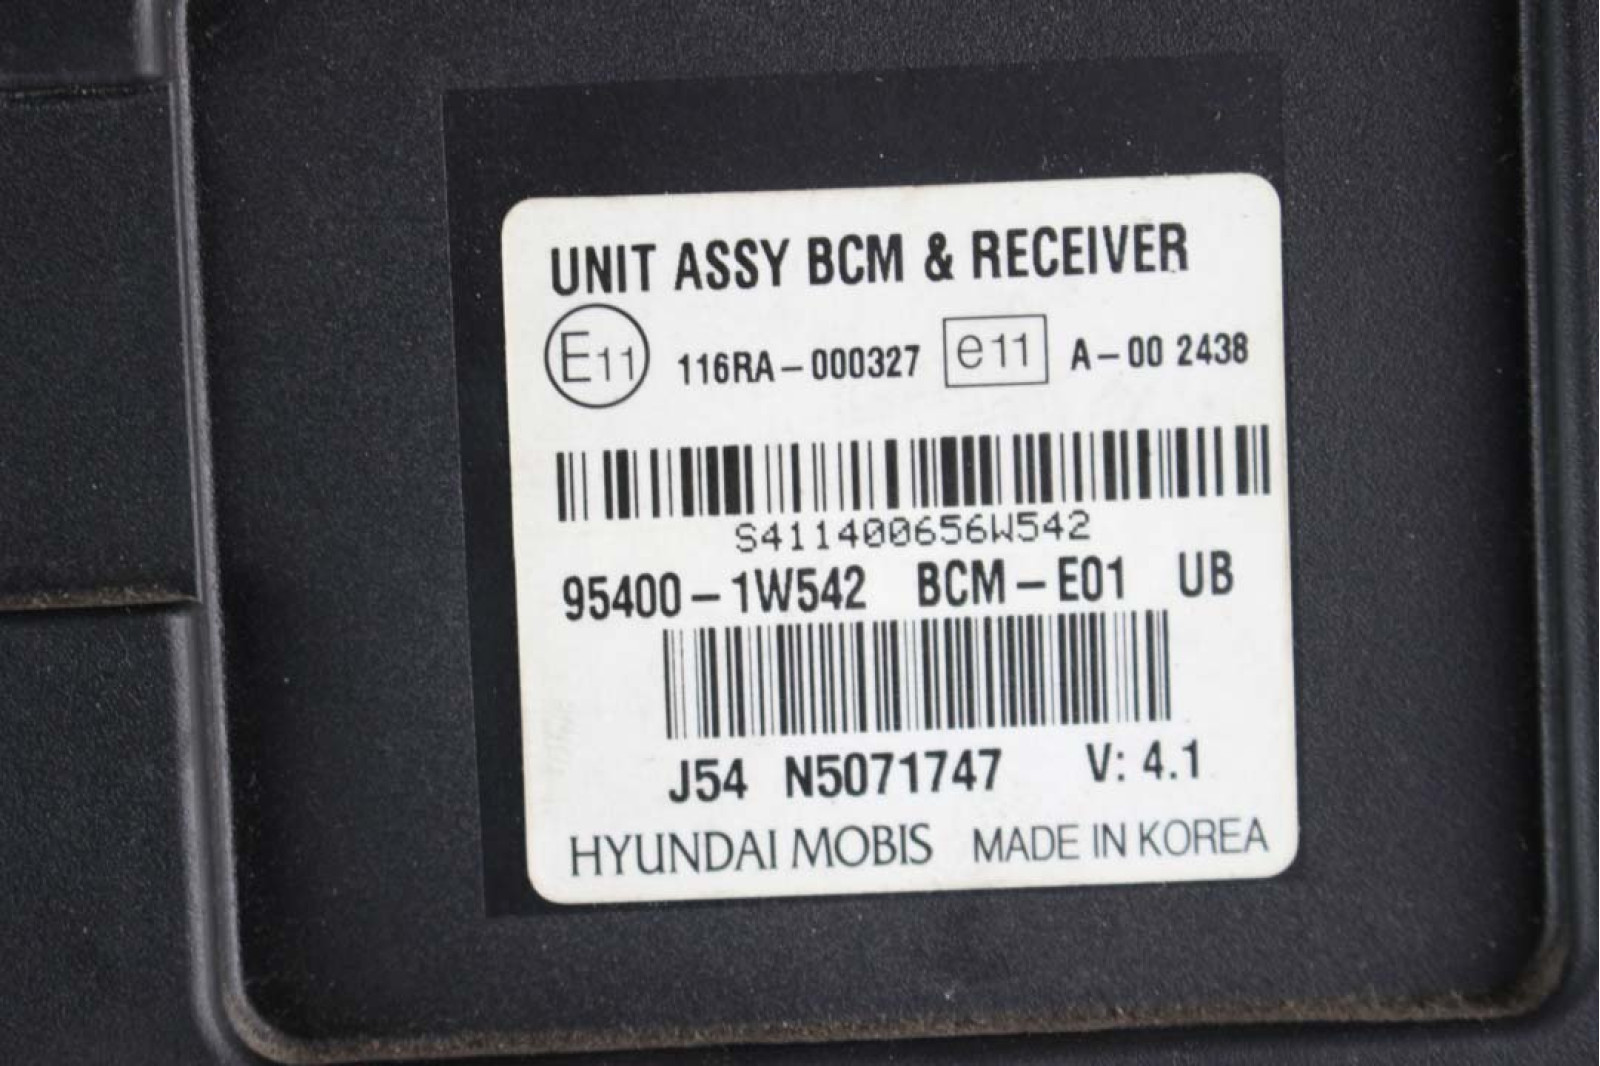 UNIT ASSY BCM & RECEIVER
E11 116RA-000327 e11 A-00 2438
S411400656W542
95400-1W542 BCM-E01 UB
J54 N5071747 V: 4.1
HYUNDAI MOBIS MADE IN KOREA